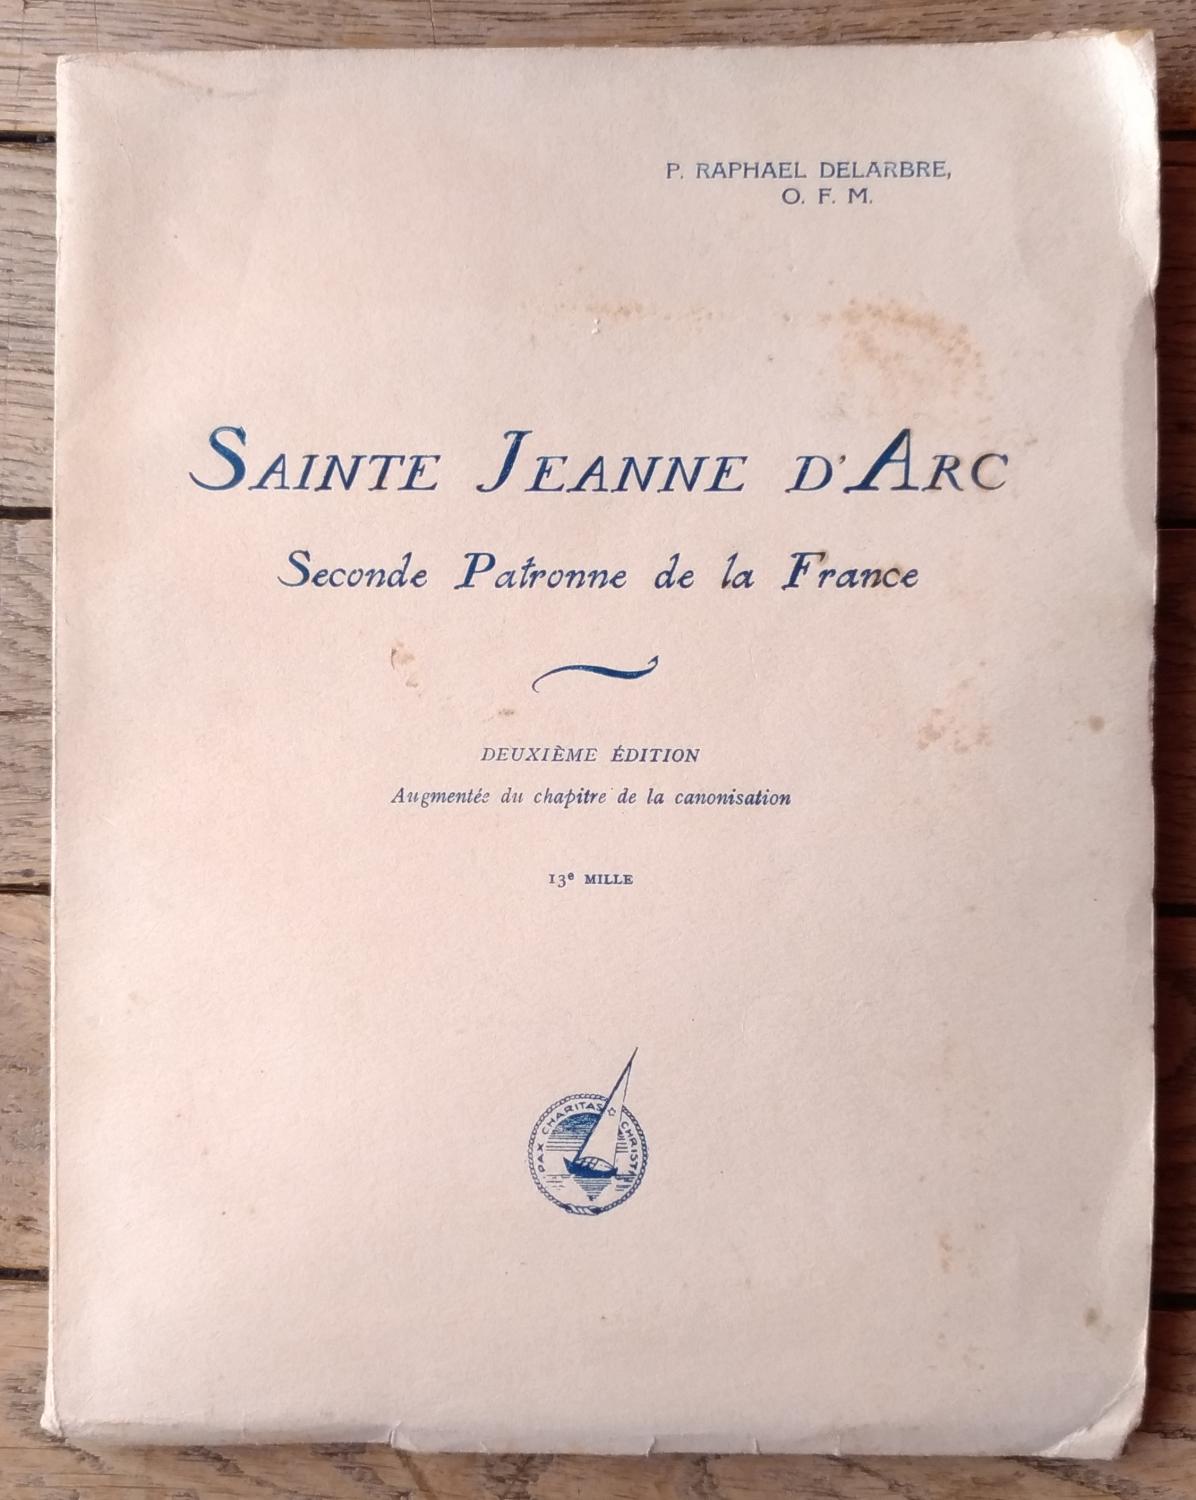 P. RAPHAEL DELARBRE,
O. F. M.
SAINTE JEANNE D'ARC
Seconde Patronne de la France
DEUXIÈME ÉDITION
Augmentée du chapitre de la canonisation
13e MILLE
PAX CHARITAS CHRISTI